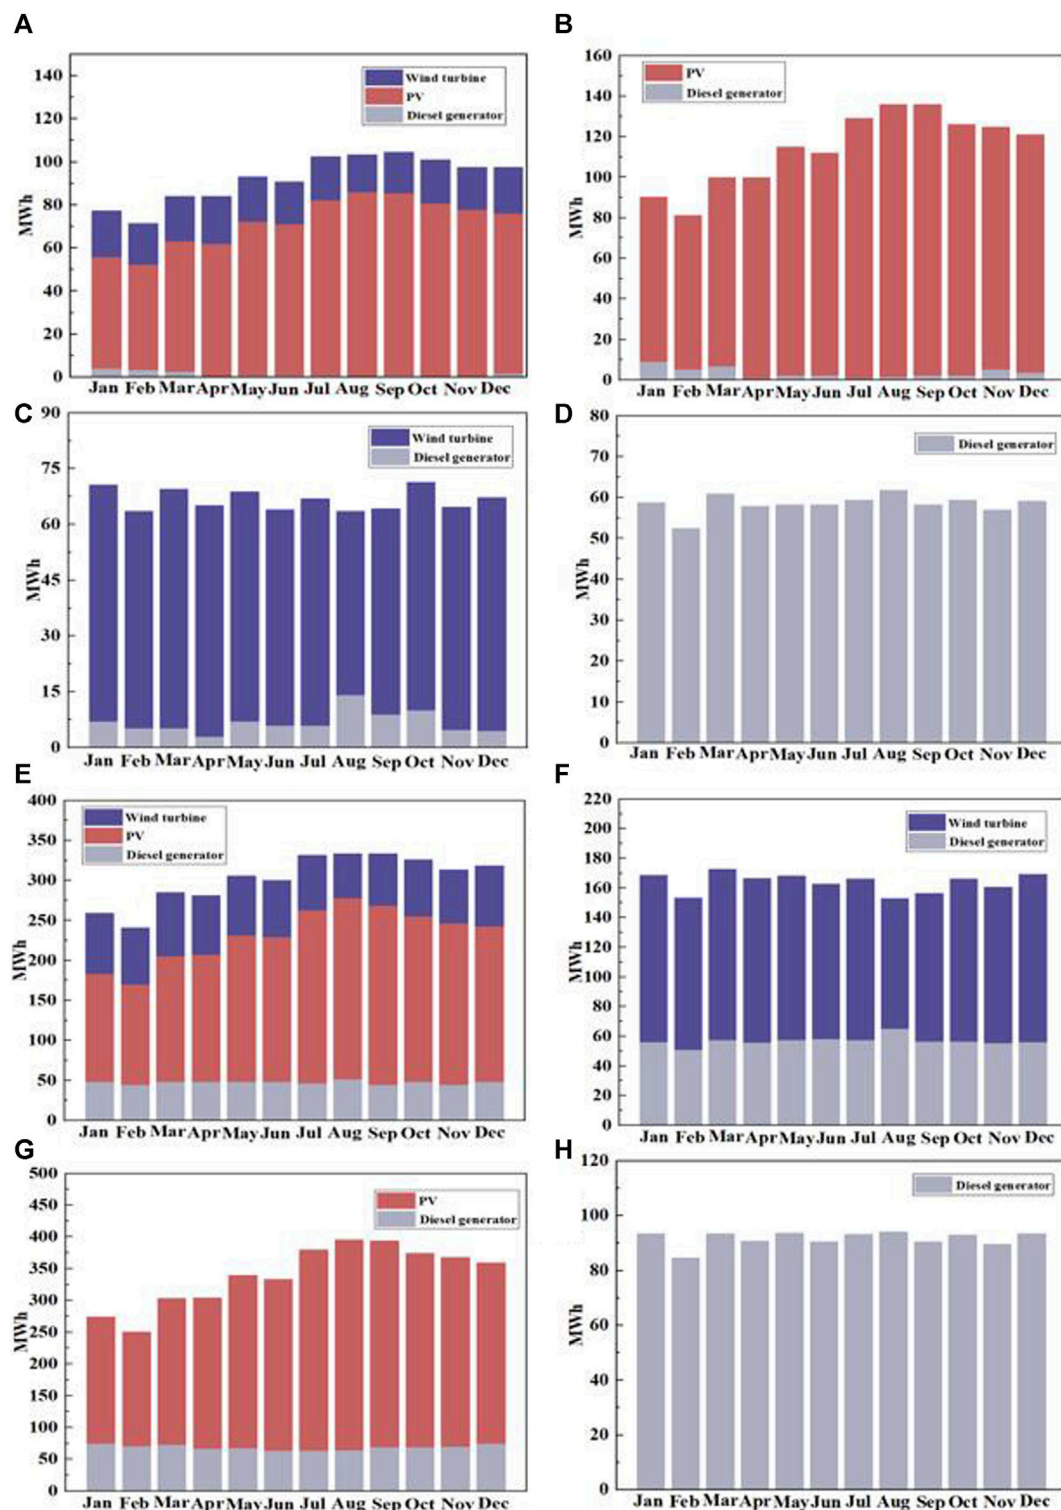 A
MWh
140
120
100
80
60
40
20
0
Wind turbine
PV
Diesel generator
Jan Feb Mar Apr May Jun Jul Aug Sep Oct Nov Dec
B
MWh
160
140
120
100
80
60
40
20
0
PV
Diesel generator
Jan Feb Mar Apr May Jun Jul Aug Sep Oct Nov Dec
C
MWh
90
75
60
45
30
15
0
Wind turbine
Diesel generator
Jan Feb Mar Apr May Jun Jul Aug Sep Oct Nov Dec
D
MWh
80
70
60
50
40
30
20
10
0
Diesel generator
Jan Feb Mar Apr May Jun Jul Aug Sep Oct Nov Dec
E
MWh
400
350
300
250
200
150
100
50
0
Wind turbine
PV
Diesel generator
Jan Feb Mar Apr May Jun Jul Aug Sep Oct Nov Dec
F
MWh
220
200
180
160
140
120
100
80
60
40
20
0
Wind turbine
Diesel generator
Jan Feb Mar Apr May Jun Jul Aug Sep Oct Nov Dec
G
MWh
500
450
400
350
300
250
200
150
100
50
0
PV
Diesel generator
Jan Feb Mar Apr May Jun Jul Aug Sep Oct Nov Dec
H
MWh
120
100
80
60
40
20
0
Diesel generator
Jan Feb Mar Apr May Jun Jul Aug Sep Oct Nov Dec